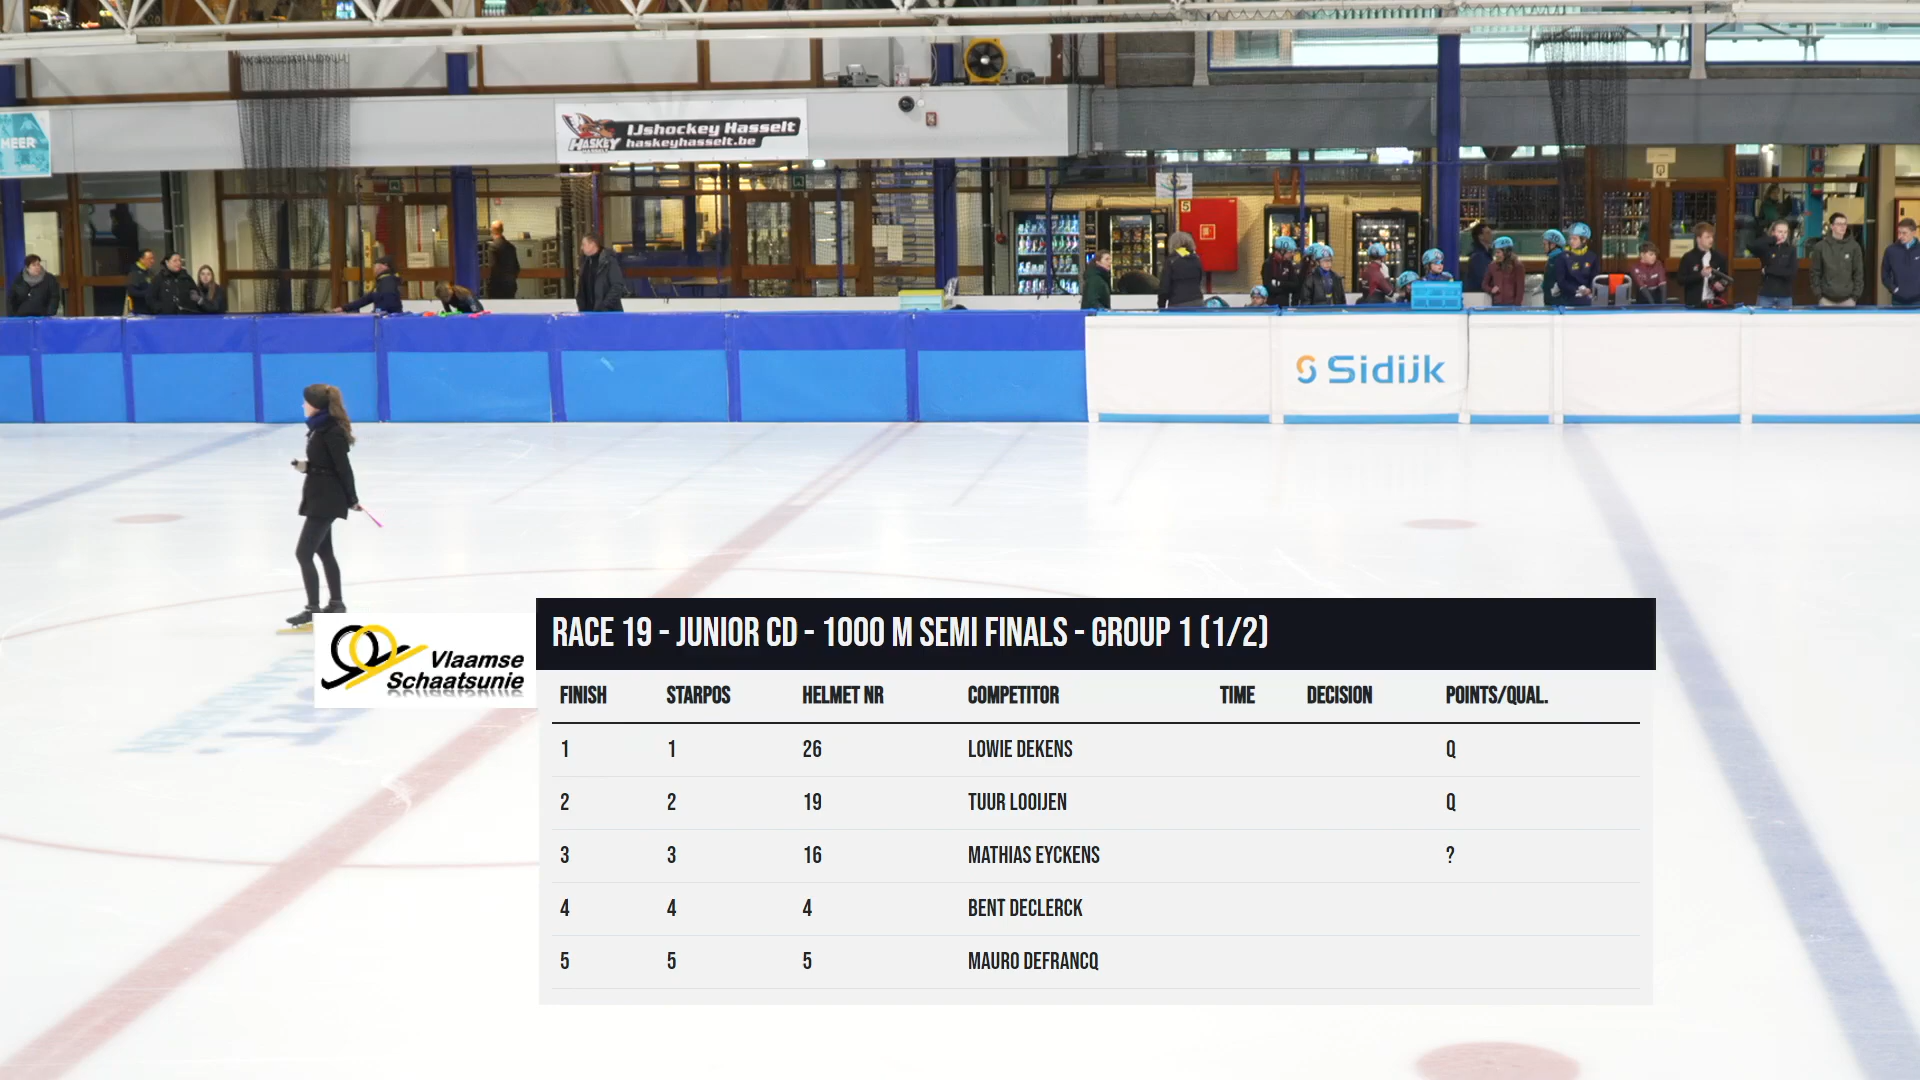 MEER
HASKEY
IJshockey Hasselt
haskeyhasselt.be
5
Sidijk
Vlaamse
Schaatsunie
RACE 19 - JUNIOR CD - 1000 M SEMI FINALS - GROUP 1 (1/2)
FINISH STARPOS HELMET NR COMPETITOR TIME DECISION POINTS/QUAL.
1 1 26 LOWIE DEKENS Q
2 2 19 TUUR LOOIJEN Q
3 3 16 MATHIAS EYCKENS ?
4 4 4 BENT DECLERCK
5 5 5 MAURO DEFRANCQ